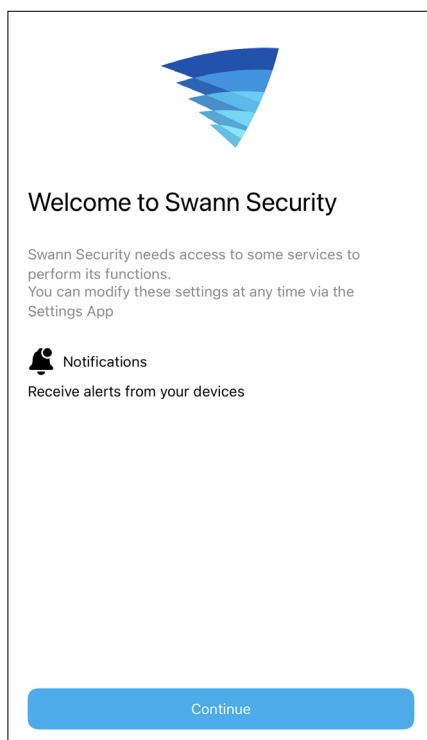 Welcome to Swann Security
Swann Security needs access to some services to
perform its functions.
You can modify these settings at any time via the
Settings App
Notifications
Receive alerts from your devices
Continue